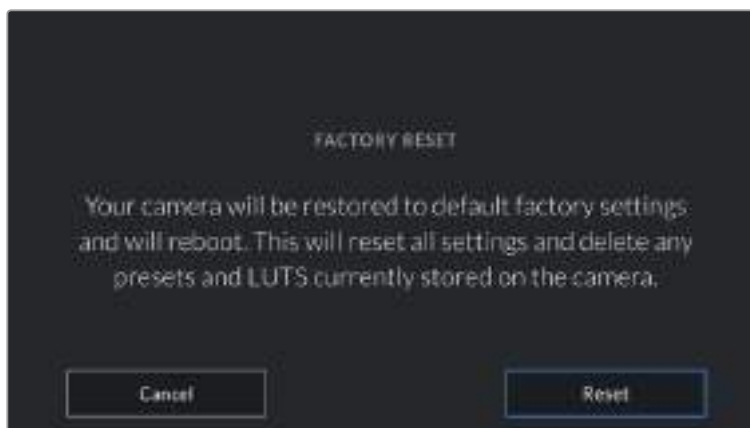 FACTORY RESET
Your camera will be restored to default factory settings
and will reboot. This will reset all settings and delete any
presets and LUTS currently stored on the camera.
Cancel
Reset